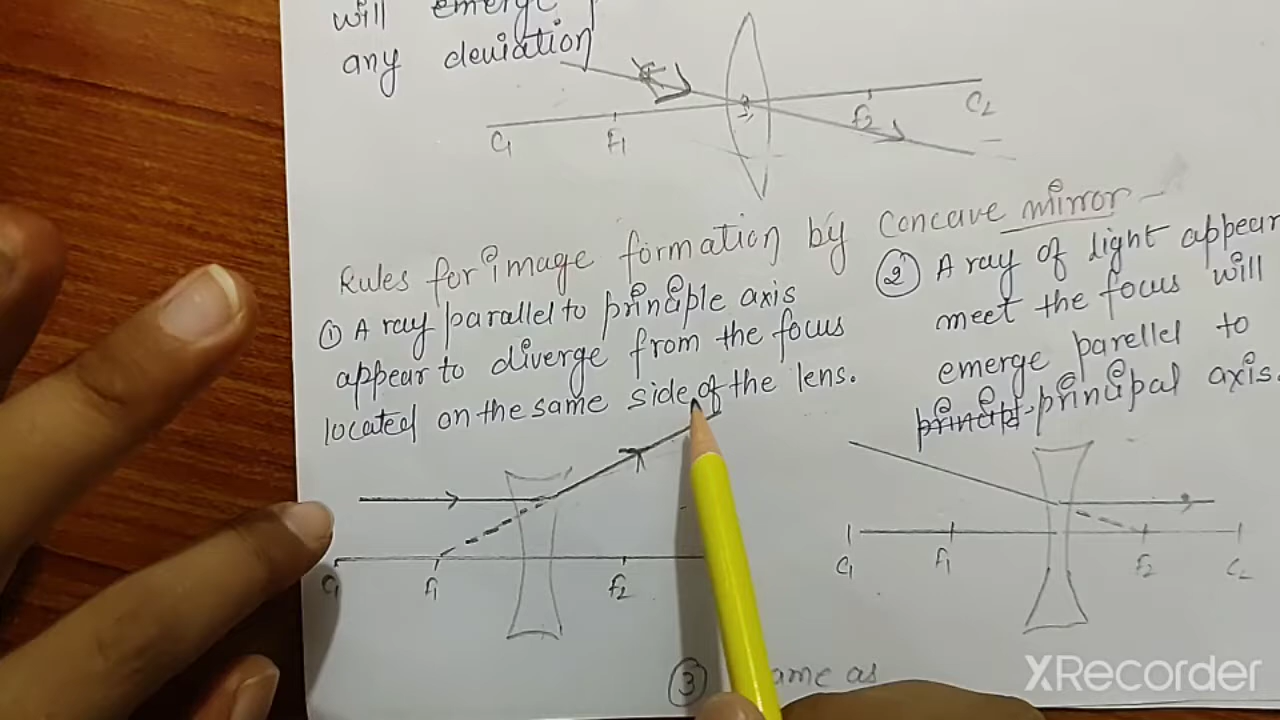 will emerge
any deviation
C1 F1 F2 C2
Rules for image formation by Concave mirror -
① A ray parallel to principle axis
appear to diverge from the focus
located on the same side of the lens.
C1 F1 F2
② A ray of light appear
meet the focus will
emerge parellel to
principal axis.
C1 F1 F2 C2
③ ame as
XRecorder